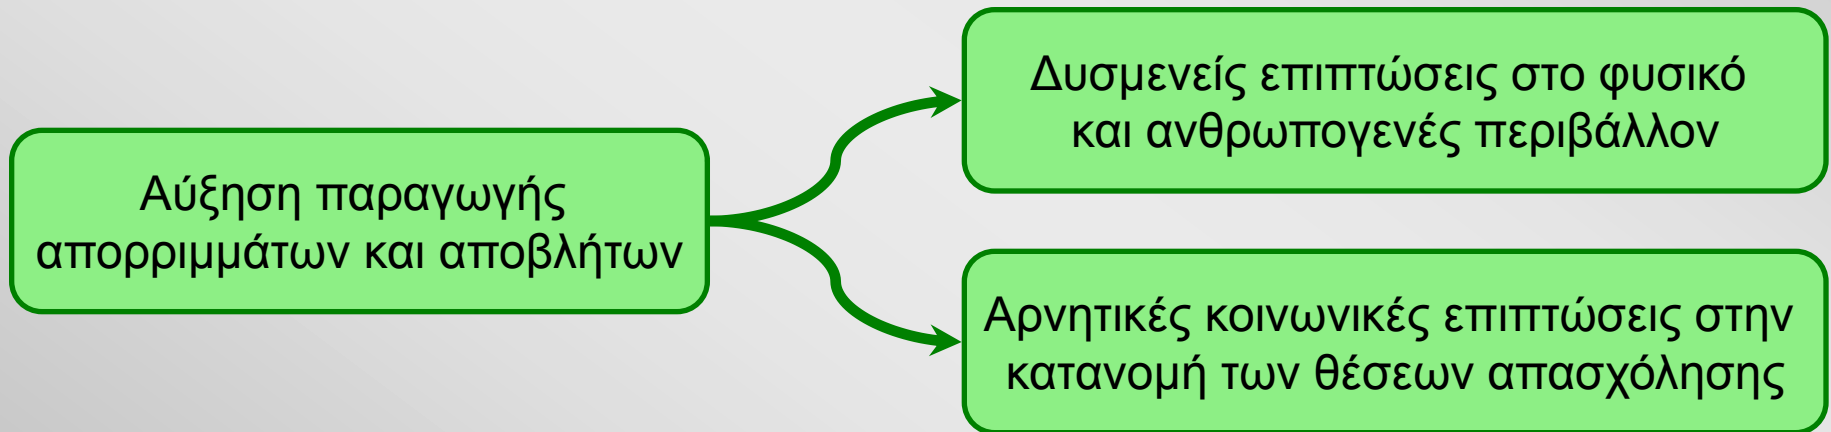 Αύξηση παραγωγής
απορριμμάτων και αποβλήτων
Δυσμενείς επιπτώσεις στο φυσικό
και ανθρωπογενές περιβάλλον
Αρνητικές κοινωνικές επιπτώσεις στην
κατανομή των θέσεων απασχόλησης